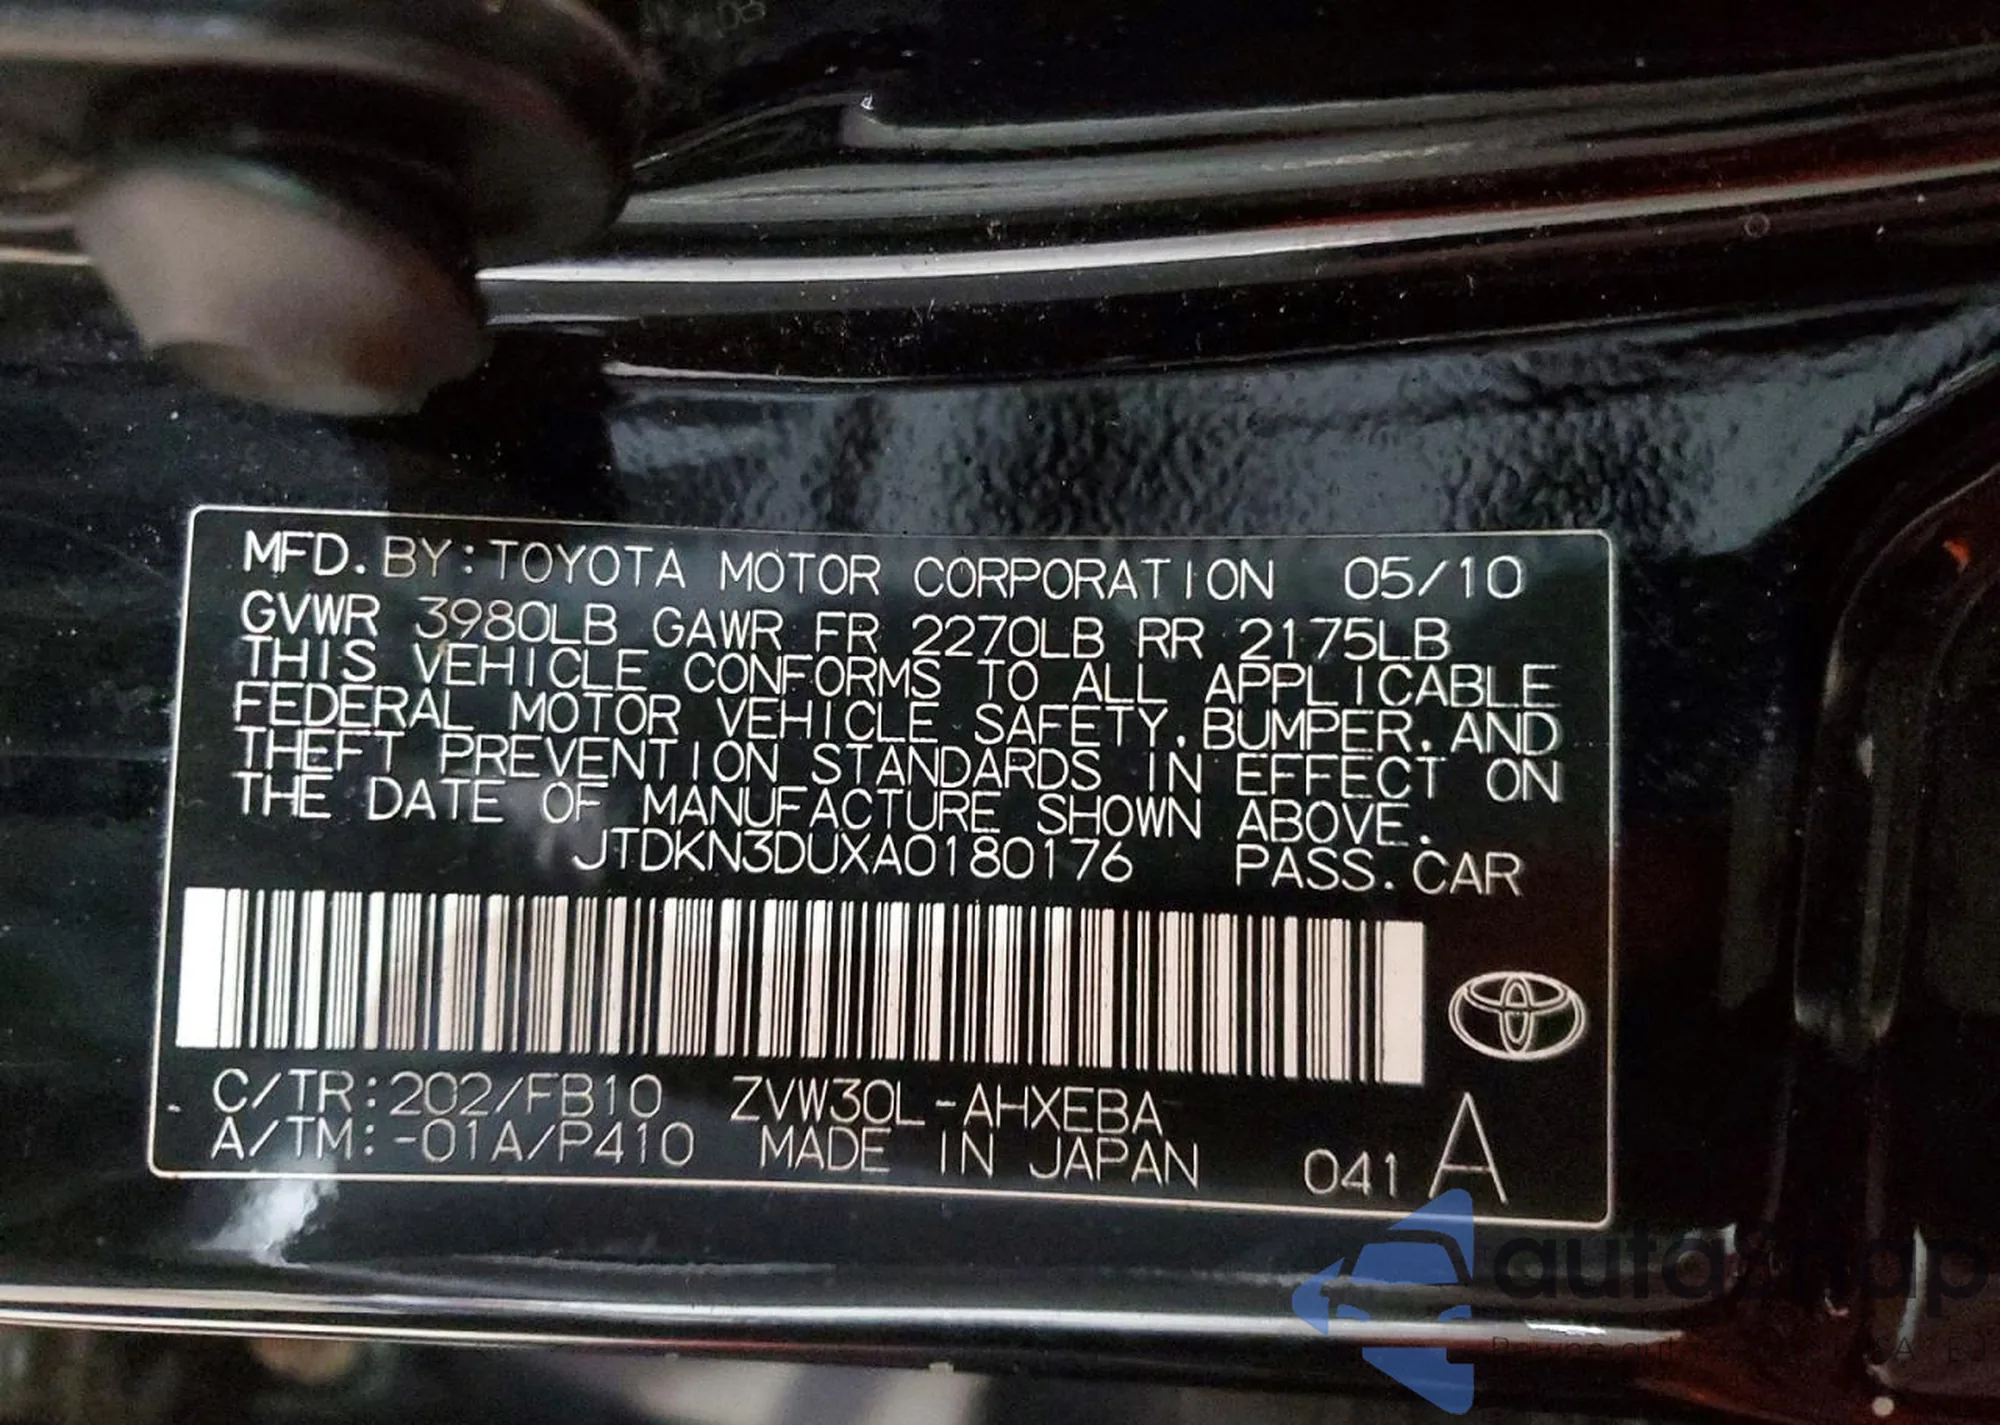 MFD. BY: TOYOTA MOTOR CORPORATION 05/10
GVWR 3980LB GAWR FR 2270LB RR 2175LB
THIS VEHICLE CONFORMS TO ALL APPLICABLE
FEDERAL MOTOR VEHICLE SAFETY, BUMPER, AND
THEFT PREVENTION STANDARDS IN EFFECT ON
THE DATE OF MANUFACTURE SHOWN ABOVE.
JTDKN3DUXA0180176 PASS. CAR
C/TR: 202/FB10 ZVW30L-AHXEBA
A/TM: -01A/P410 MADE IN JAPAN 041 A
autaxnap